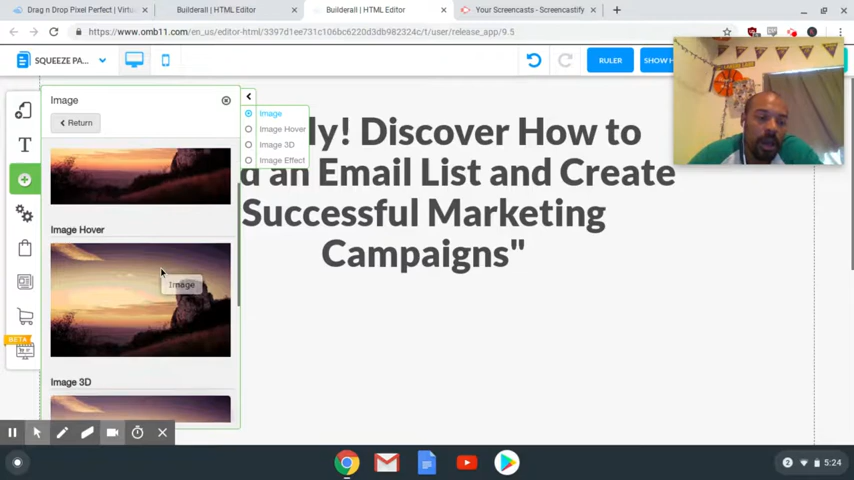 Drag n Drop Pixel Perfect | Virtu
Builderall | HTML Editor
Builderall | HTML Editor
Your Screencasts - Screencastify
https://www.omb11.com/en_us/editor-html/3397Hver731c106bc6220d3db982324c/1/user/release_app/9.5
SQUEEZE PA...
RULER
SHOW H
Image
Return
Image
Image Hover
Image 3D
Image Effect
ly! Discover How to
d an Email List and Create
Successful Marketing
Campaigns"
Image Hover
Image
Image 3D
BETA
2
5:24